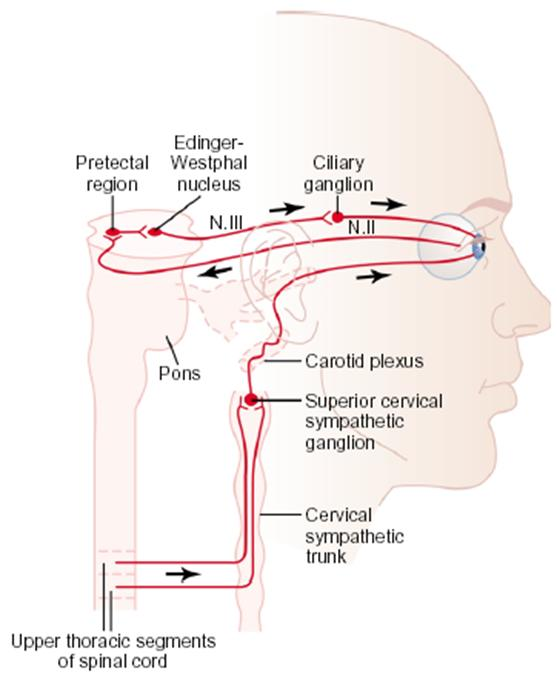 Edinger-
Westphal
nucleus
Pretectal
region
Ciliary
ganglion
N.III
N.II
Carotid plexus
Pons
Superior cervical
sympathetic
ganglion
Cervical
sympathetic
trunk
Upper thoracic segments
of spinal cord